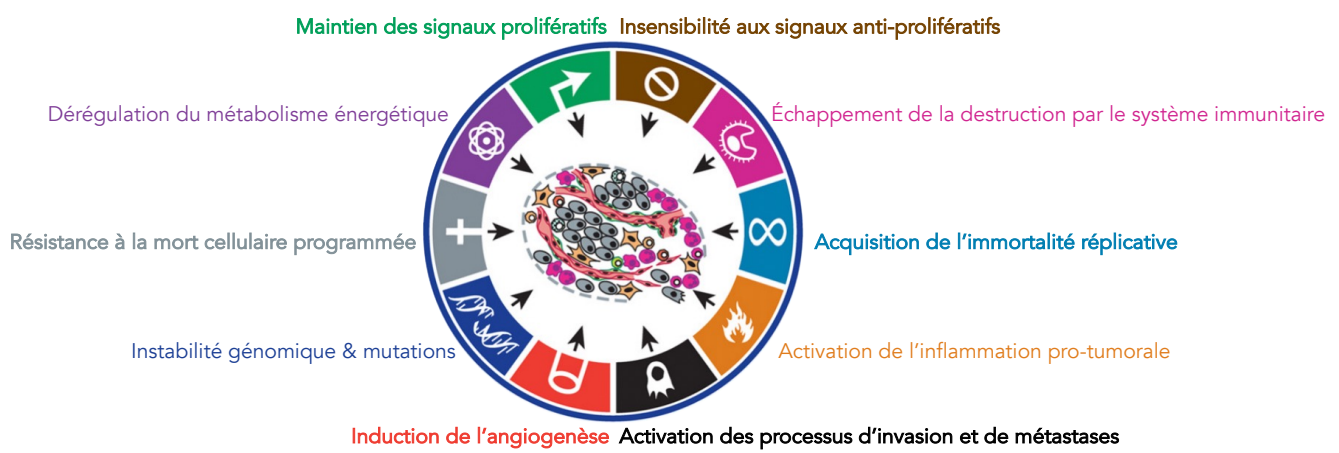 Maintien des signaux prolifératifs Insensibilité aux signaux anti-prolifératifs
Dérégulation du métabolisme énergétique
Échappement de la destruction par le système immunitaire
Résistance à la mort cellulaire programmée
Acquisition de l’immortalité réplicative
Instabilité génomique & mutations
Activation de l’inflammation pro-tumorale
Induction de l’angiogenèse Activation des processus d’invasion et de métastases